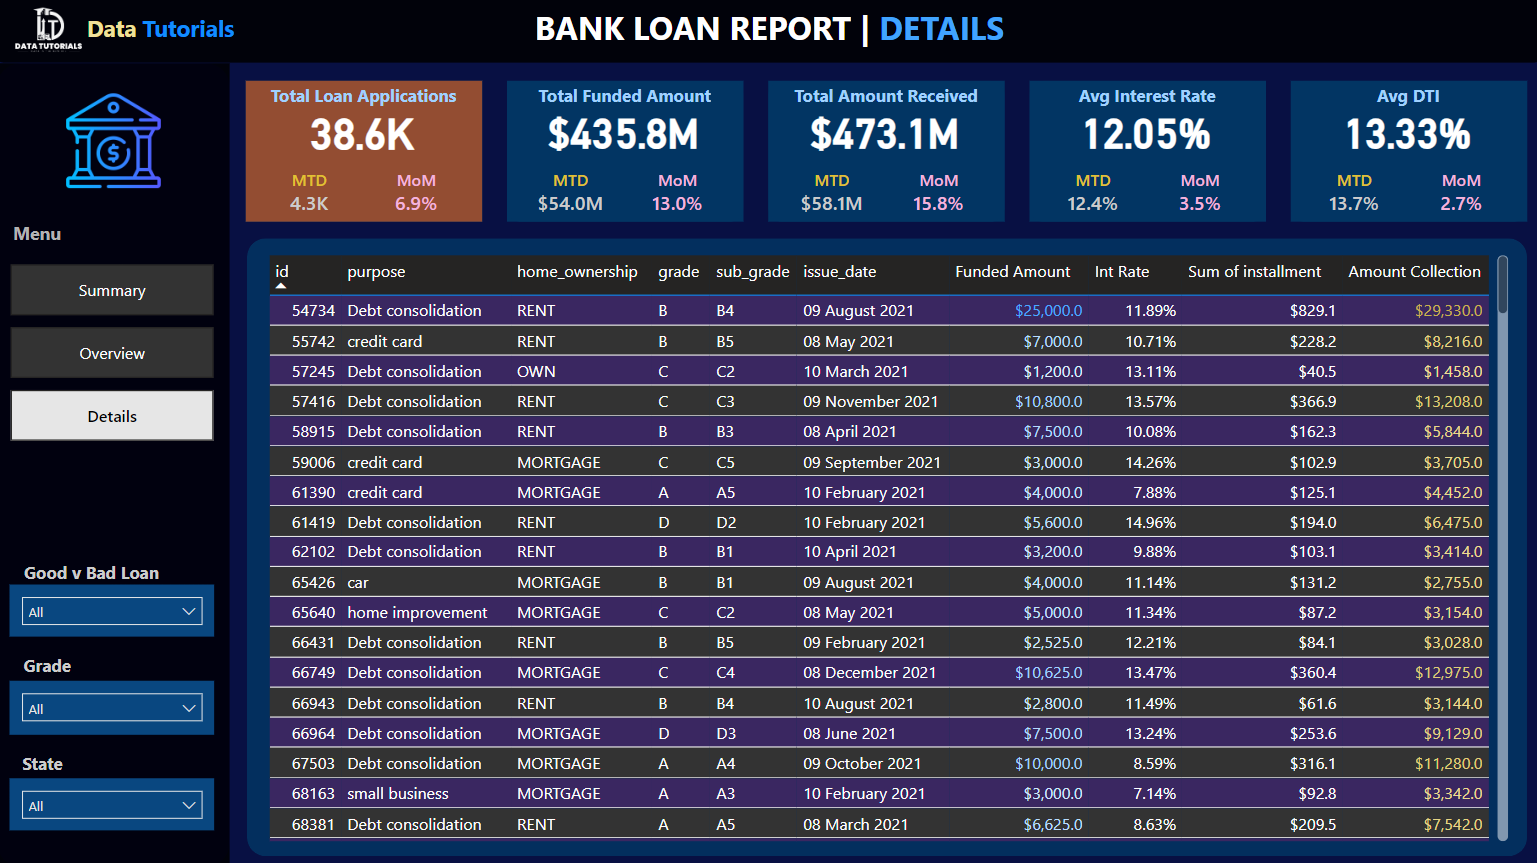 DATA TUTORIALS
Data Tutorials
BANK LOAN REPORT | DETAILS
Total Loan Applications
38.6K
MTD MoM
4.3K 6.9%
Total Funded Amount
$435.8M
MTD MoM
$54.0M 13.0%
Total Amount Received
$473.1M
MTD MoM
$58.1M 15.8%
Avg Interest Rate
12.05%
MTD MoM
12.4% 3.5%
Avg DTI
13.33%
MTD MoM
13.7% 2.7%
$
Menu
Summary
Overview
Details
Good v Bad Loan
All
Grade
All
State
All
id purpose home_ownership grade sub_grade issue_date Funded Amount Int Rate Sum of installment Amount Collection
54734 Debt consolidation RENT B B4 09 August 2021 $25,000.0 11.89% $829.1 $29,330.0
55742 credit card RENT B B5 08 May 2021 $7,000.0 10.71% $228.2 $8,216.0
57245 Debt consolidation OWN C C2 10 March 2021 $1,200.0 13.11% $40.5 $1,458.0
57416 Debt consolidation RENT C C3 09 November 2021 $10,800.0 13.57% $366.9 $13,208.0
58915 Debt consolidation RENT B B3 08 April 2021 $7,500.0 10.08% $162.3 $5,844.0
59006 credit card MORTGAGE C C5 09 September 2021 $3,000.0 14.26% $102.9 $3,705.0
61390 credit card MORTGAGE A A5 10 February 2021 $4,000.0 7.88% $125.1 $4,452.0
61419 Debt consolidation RENT D D2 10 February 2021 $5,600.0 14.96% $194.0 $6,475.0
62102 Debt consolidation RENT B B1 10 April 2021 $3,200.0 9.88% $103.1 $3,414.0
65426 car MORTGAGE B B1 09 August 2021 $4,000.0 11.14% $131.2 $2,755.0
65640 home improvement MORTGAGE C C2 08 May 2021 $5,000.0 11.34% $87.2 $3,154.0
66431 Debt consolidation RENT B B5 09 February 2021 $2,525.0 12.21% $84.1 $3,028.0
66749 Debt consolidation MORTGAGE C C4 08 December 2021 $10,625.0 13.47% $360.4 $12,975.0
66943 Debt consolidation RENT B B4 10 August 2021 $2,800.0 11.49% $61.6 $3,144.0
66964 Debt consolidation MORTGAGE D D3 08 June 2021 $7,500.0 13.24% $253.6 $9,129.0
67503 Debt consolidation MORTGAGE A A4 09 October 2021 $10,000.0 8.59% $316.1 $11,280.0
68163 small business MORTGAGE A A3 10 February 2021 $3,000.0 7.14% $92.8 $3,342.0
68381 Debt consolidation RENT A A5 08 March 2021 $6,625.0 8.63% $209.5 $7,542.0